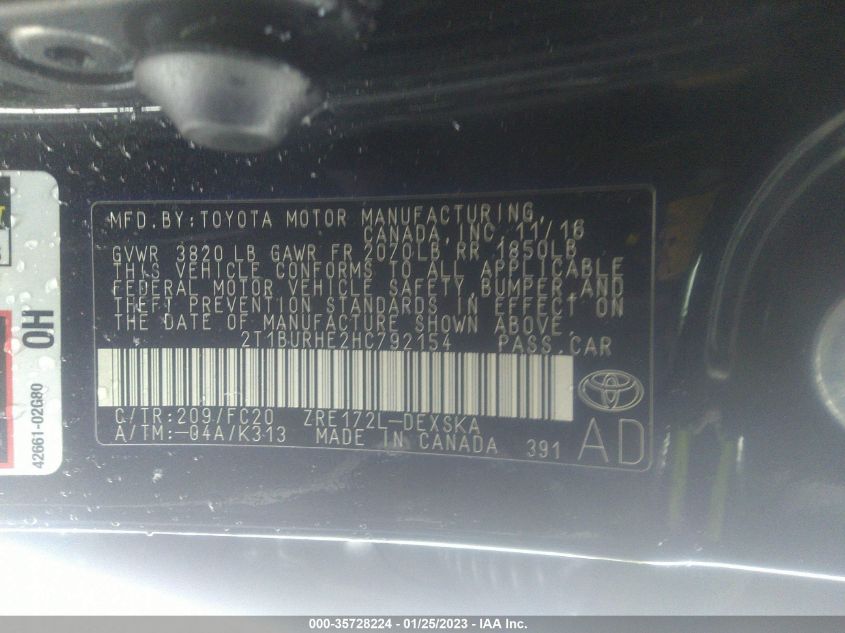 MFD.BY:TOYOTA MOTOR MANUFACTURING,
CANADA,INC. 11/16
GVWR 3820 LB GAWR FR 2070LB RR 1850LB
THIS VEHICLE CONFORMS TO ALL APPLICABLE
FEDERAL MOTOR VEHICLE SAFETY,BUMPER,AND
THEFT PREVENTION STANDARDS IN EFFECT ON
THE DATE OF MANUFACTURE SHOWN ABOVE.
2T1BURHE2HC792154 PASS.CAR
C/TR:209/FC20 ZRE172L-DEXSKA
A/TM:-04A/K313 MADE IN CANADA 391
AD
42661-02G80
OH
000-35728224 - 01/25/2023 - IAA Inc.